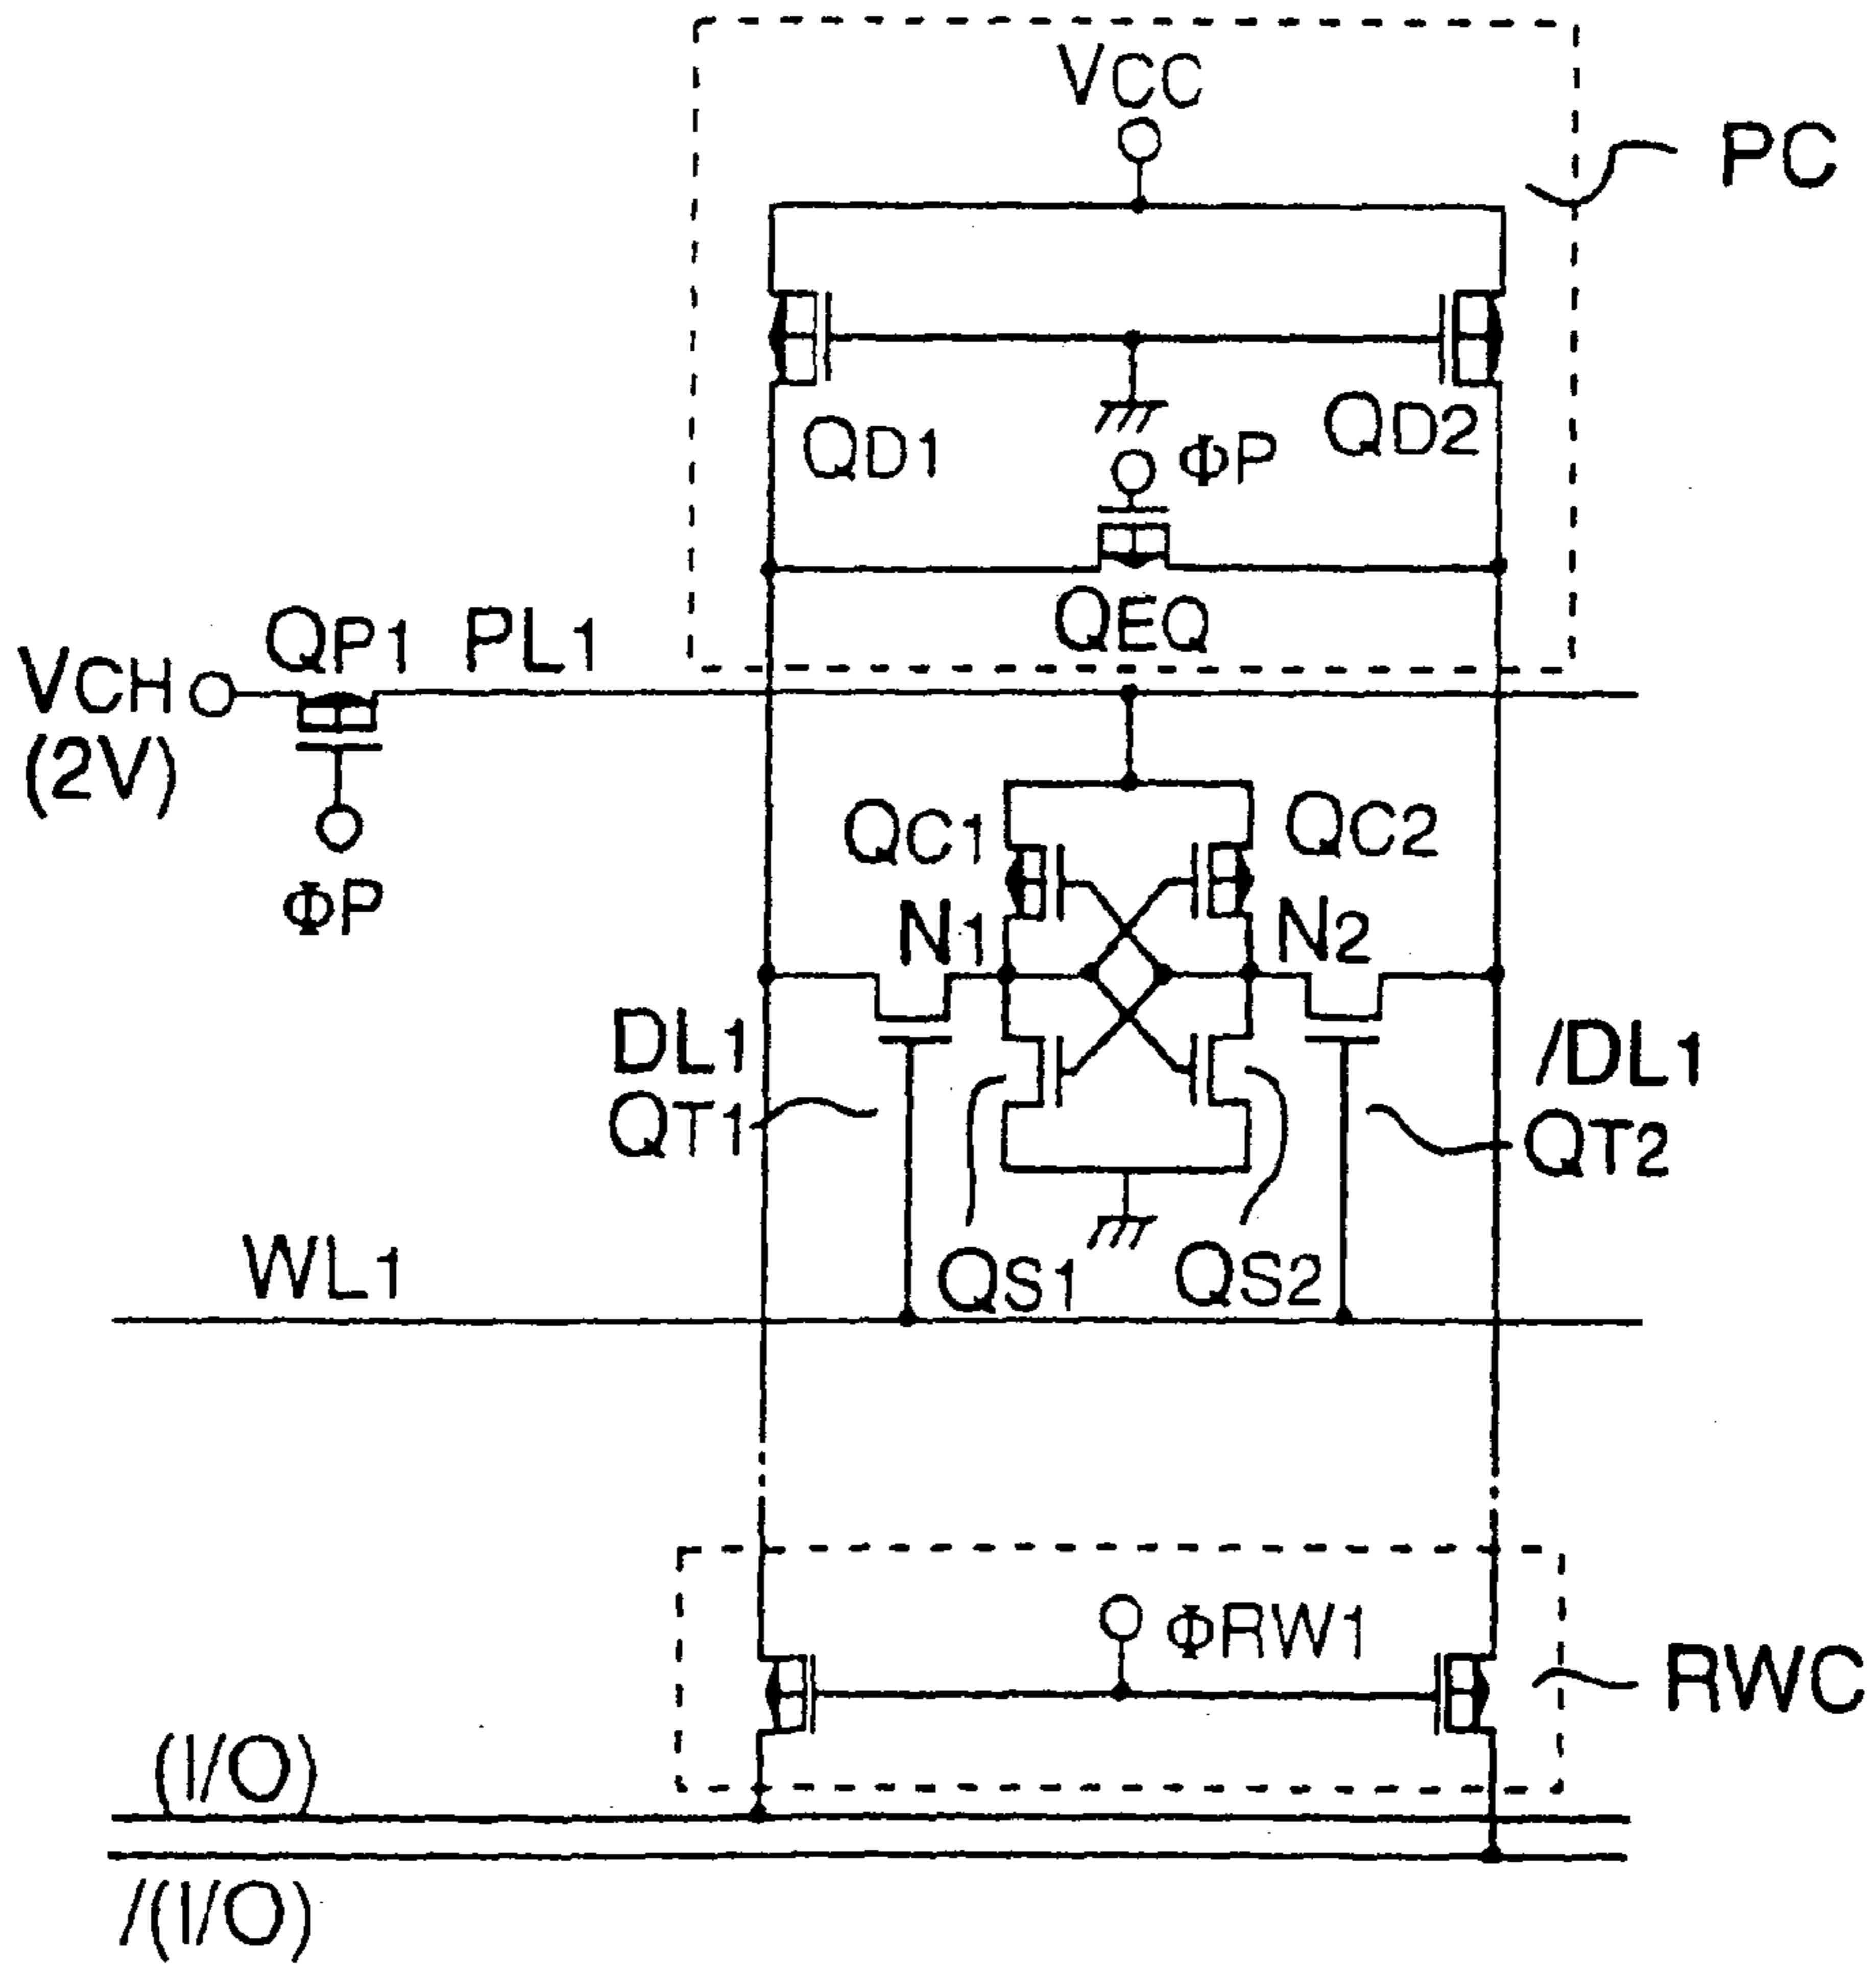 VCC
PC
QD1
QD2
ΦP
QEQ
QP1
PL1
VCH
(2V)
ΦP
QC1
QC2
N1
N2
DL1
/DL1
QT1
QT2
WL1
QS1
QS2
ΦRW1
RWC
(I/O)
/(I/O)